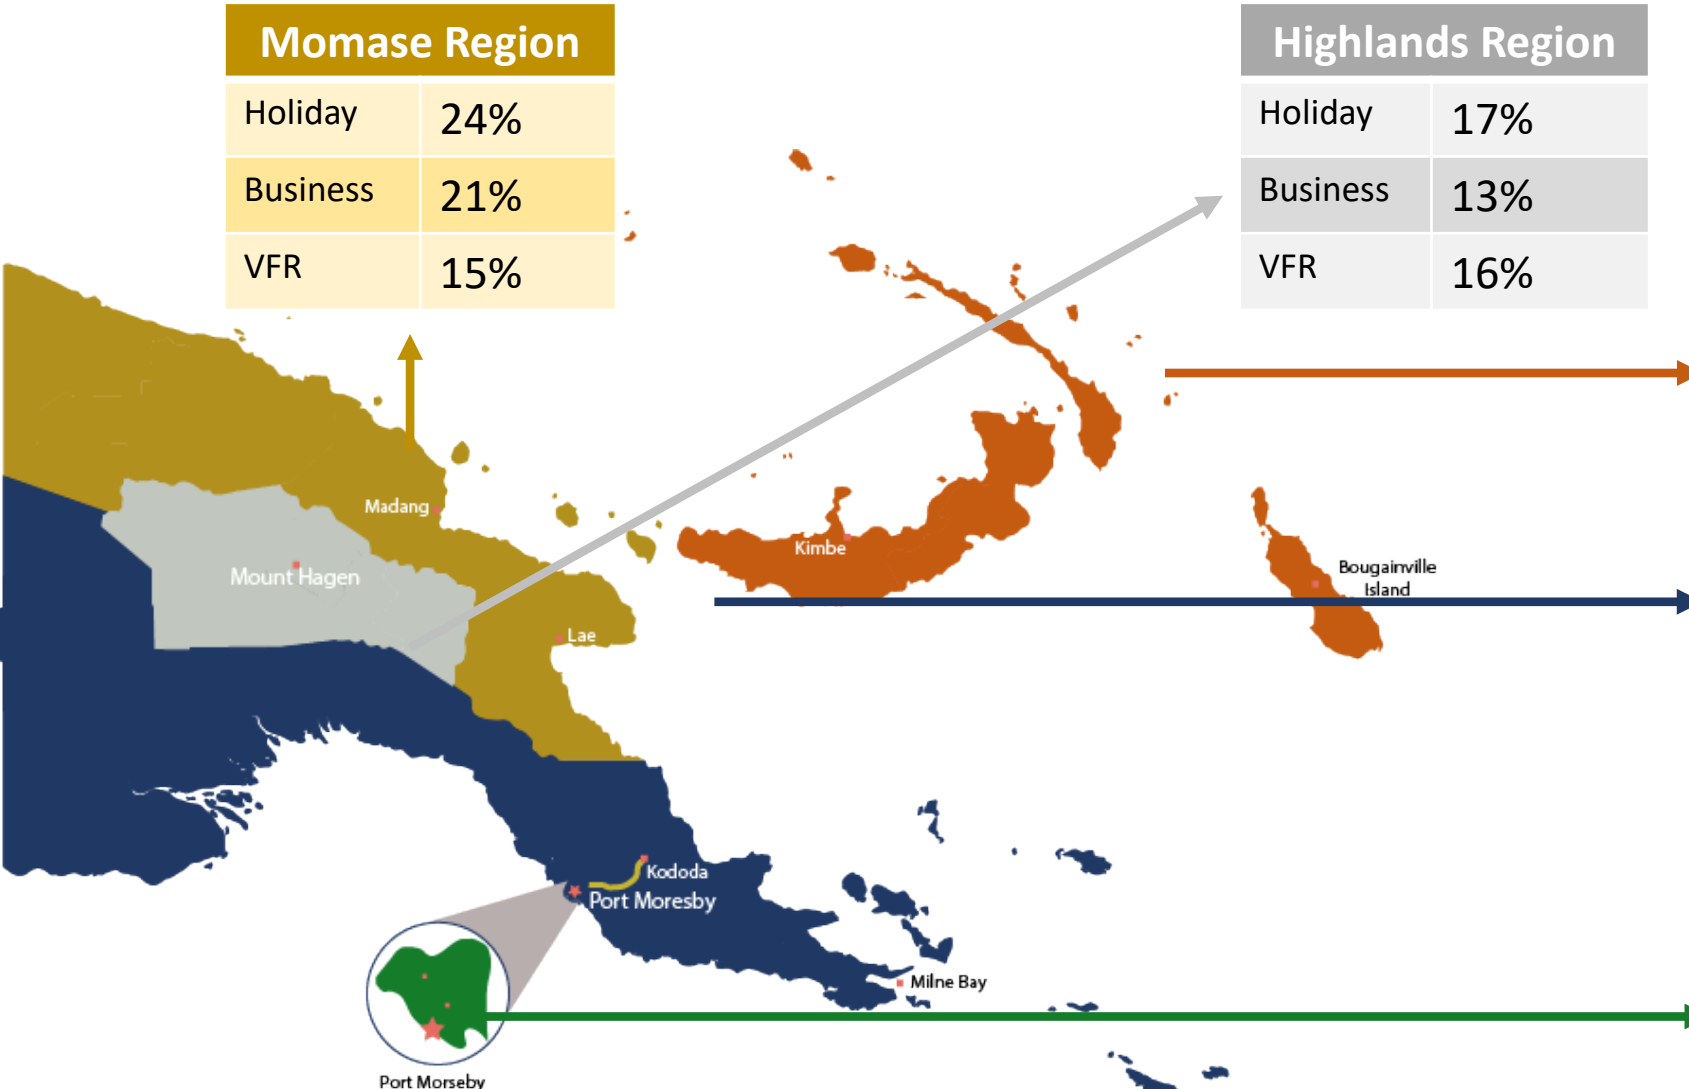 Momase Region
Holiday 24%
Business 21%
VFR 15%
Highlands Region
Holiday 17%
Business 13%
VFR 16%
Madang
Mount Hagen
Lae
Kimbe
Bougainville
Island
Kododa
Port Moresby
Milne Bay
Port Morseby